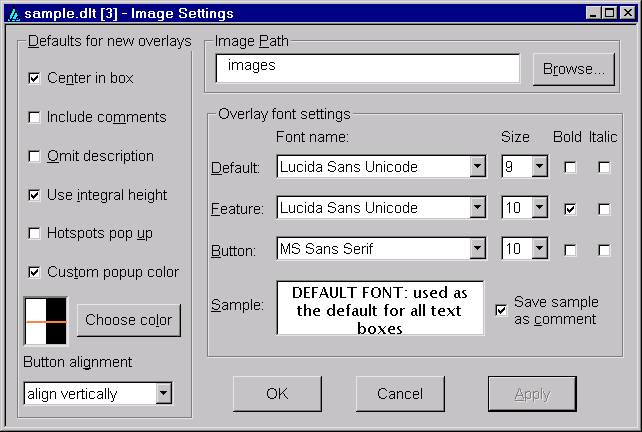 sample.dlt [3] - Image Settings
Defaults for new overlays
Center in box
Include comments
Omit description
Use integral height
Hotspots pop up
Custom popup color
Choose color
Button alignment
align vertically
Image Path
images
Browse...
Overlay font settings
Font name: Size Bold Italic
Default: Lucida Sans Unicode 9
Feature: Lucida Sans Unicode 10
Button: MS Sans Serif 10
Sample:
DEFAULT FONT: used as
the default for all text
boxes
Save sample
as comment
OK Cancel Apply